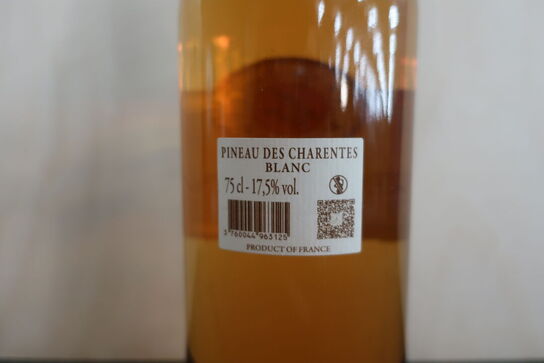 PINEAU DES CHARENTES
BLANC
75 cl - 17,5% vol.
3 760044 963125
PRODUCT OF FRANCE